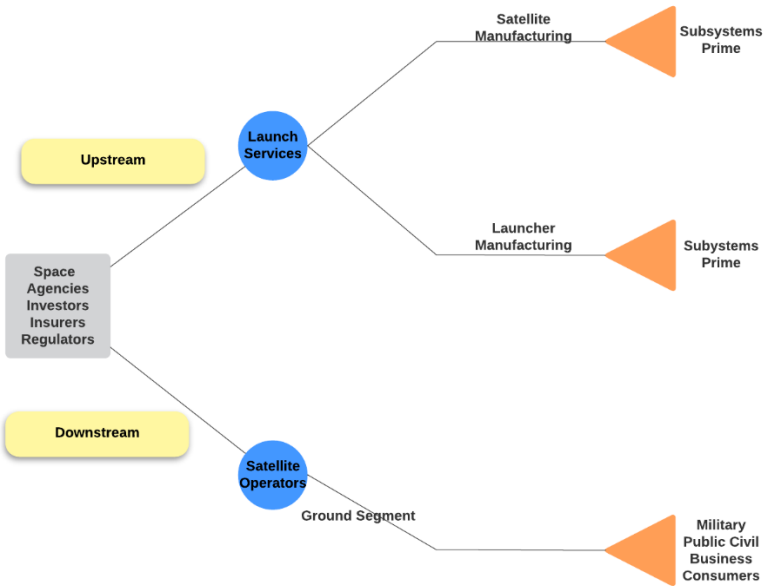 Satellite
Manufacturing
Subsystems
Prime
Launch
Services
Upstream
Launcher
Manufacturing
Subystems
Prime
Space
Agencies
Investors
Insurers
Regulators
Downstream
Satellite
Operators
Ground Segment
Military
Public Civil
Business
Consumers